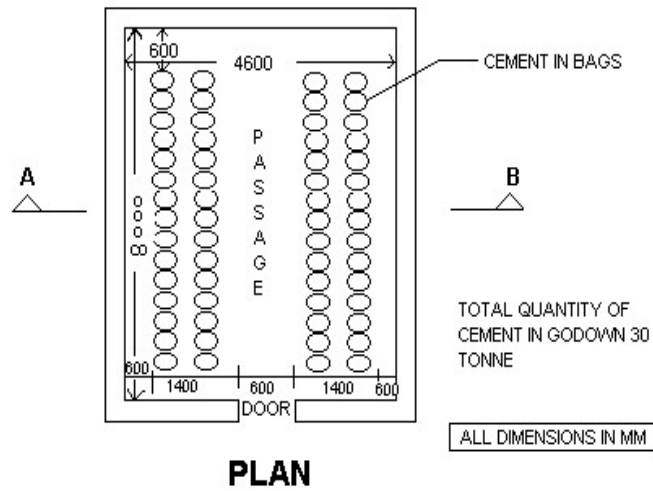 600
4600
CEMENT IN BAGS
PASSAGE
A
B
8000
TOTAL QUANTITY OF
CEMENT IN GODOWN 30
TONNE
600
1400
600
1400
600
DOOR
ALL DIMENSIONS IN MM
PLAN